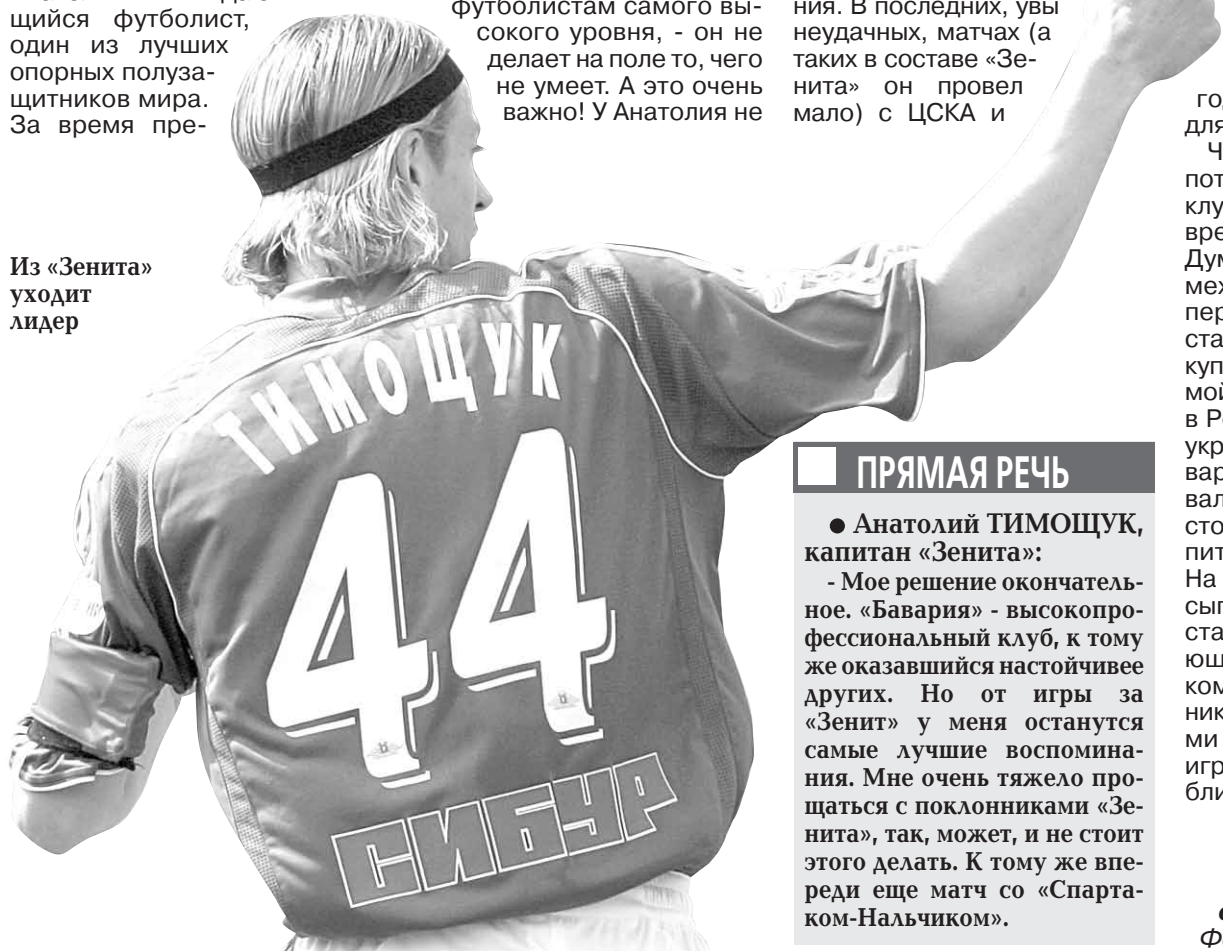 щийся футболист,
один из лучших
опорных полуза-
щитников мира.
За время пре-
футболистам самого вы-
сокого уровня, - он не
делает на поле то, чего
не умеет. А это очень
важно! У Анатолия не
ния. В последних, увы
неудачных, матчах (а
таких в составе «Зе-
нита» он провел
мало) с ЦСКА и
Из «Зенита»
уходит
лидер
ТИМОЩУК
44
СИБУР
ПРЯМАЯ РЕЧЬ
● Анатолий ТИМОЩУК,
капитан «Зенита»:
- Мое решение окончатель-
ное. «Бавария» - высокопро-
фессиональный клуб, к тому
же оказавшийся настойчивее
других. Но от игры за
«Зенит» у меня останутся
самые лучшие воспомина-
ния. Мне очень тяжело про-
щаться с поклонниками «Зе-
нита», так, может, и не стоит
этого делать. К тому же впе-
реди еще матч со «Спарта-
ком-Нальчиком».
для
в
На
ми